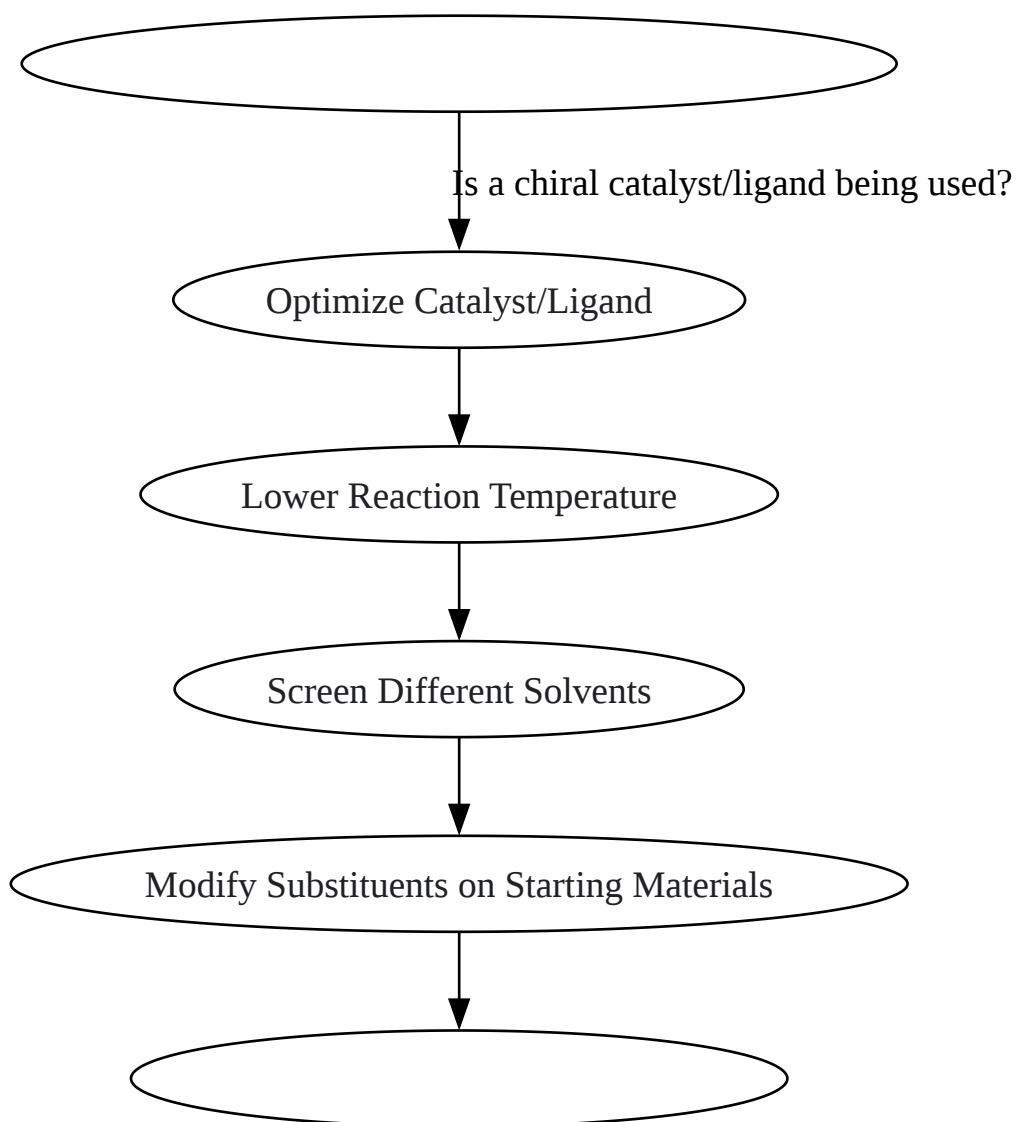 Is a chiral catalyst/ligand being used?
Optimize Catalyst/Ligand
Lower Reaction Temperature
Screen Different Solvents
Modify Substituents on Starting Materials